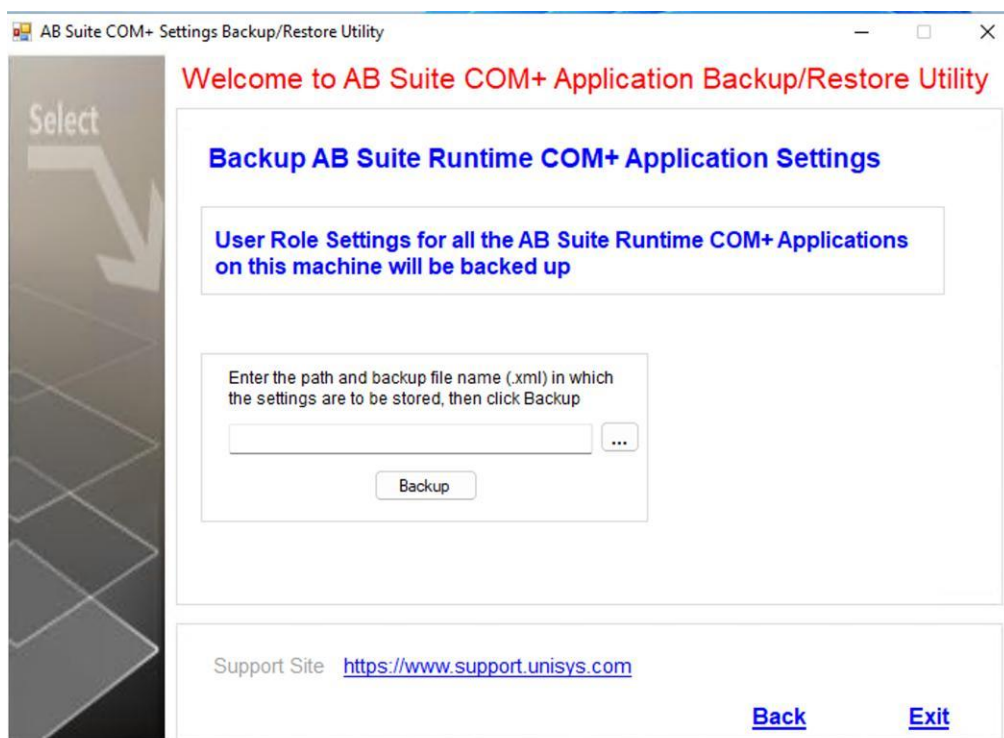 AB Suite COM+ Settings Backup/Restore Utility
Welcome to AB Suite COM+ Application Backup/Restore Utility
Select
Backup AB Suite Runtime COM+ Application Settings
User Role Settings for all the AB Suite Runtime COM+ Applications
on this machine will be backed up
Enter the path and backup file name (.xml) in which
the settings are to be stored, then click Backup
...
Backup
Support Site https://www.support.unisys.com
Back Exit